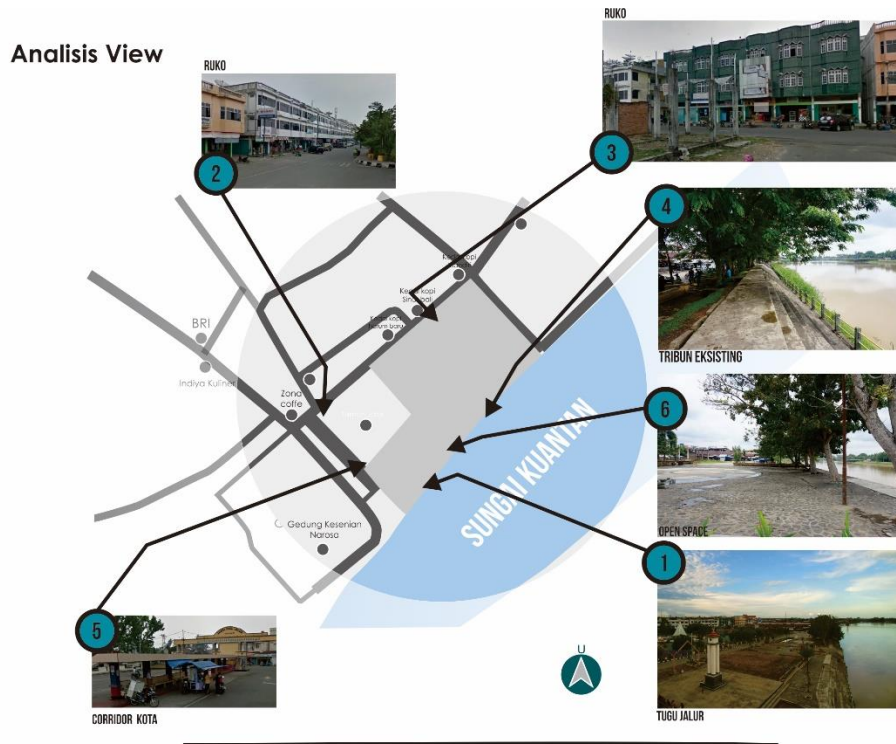 Analisis View
RUKO
RUKO
2
3
4
TRIBUN EKSISTING
BRI
Indiya Kuliner
Zona
coffe
kopi
Kedai kopi
6
OPEN SPACE
SUNGAI KUANTAN
Gedung Kesenian
Narosa
1
TUGU JALUR
5
CORRIDOR KOTA
U